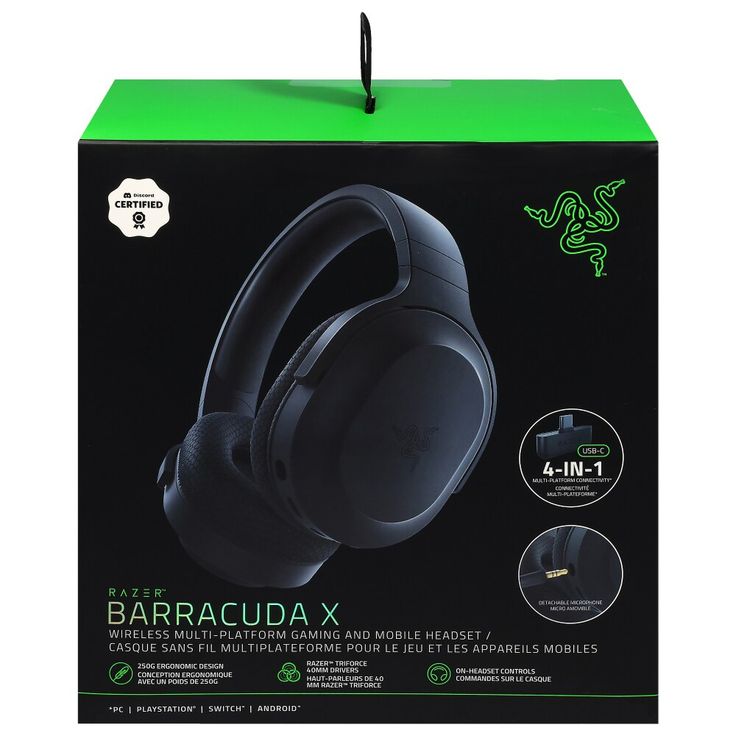 Discord
CERTIFIED
RAZER
USB-C
4-IN-1
MULTI-PLATFORM CONNECTIVITY*
CONNECTIVITÉ
MULTI-PLATEFORME*
DETACHABLE MICROPHONE
MICRO AMOVIBLE
RAZER™
BARRACUDA X
WIRELESS MULTI-PLATFORM GAMING AND MOBILE HEADSET /
CASQUE SANS FIL MULTIPLATEFORME POUR LE JEU ET LES APPAREILS MOBILES
250G ERGONOMIC DESIGN
CONCEPTION ERGONOMIQUE
AVEC UN POIDS DE 250G
RAZER™ TRIFORCE
40MM DRIVERS
HAUT-PARLEURS DE 40
MM RAZER™ TRIFORCE
ON-HEADSET CONTROLS
COMMANDES SUR LE CASQUE
*PC | PLAYSTATION® | SWITCH™ | ANDROID™